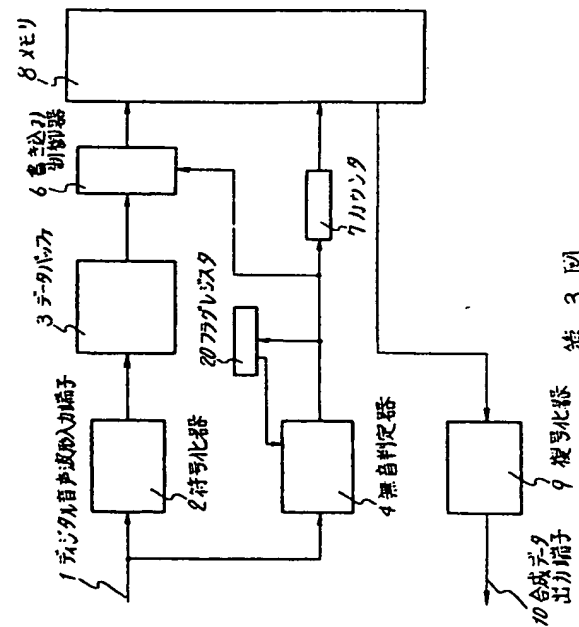 1 ディジタル音声波形入力端子
2 符号化器
3 データバッファ
6 書き込み
制御器
8 メモリ
20 フラグレジスタ
4 無音判定器
7 カウンタ
9 復号化器
10 合成データ
出力端子
第 3 図